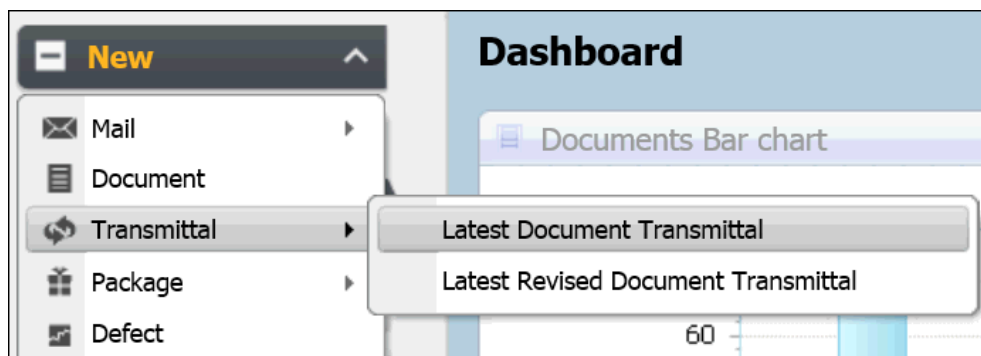 New
Dashboard
Mail
Documents Bar chart
Document
Transmittal
Latest Document Transmittal
Package
Latest Revised Document Transmittal
Defect
60